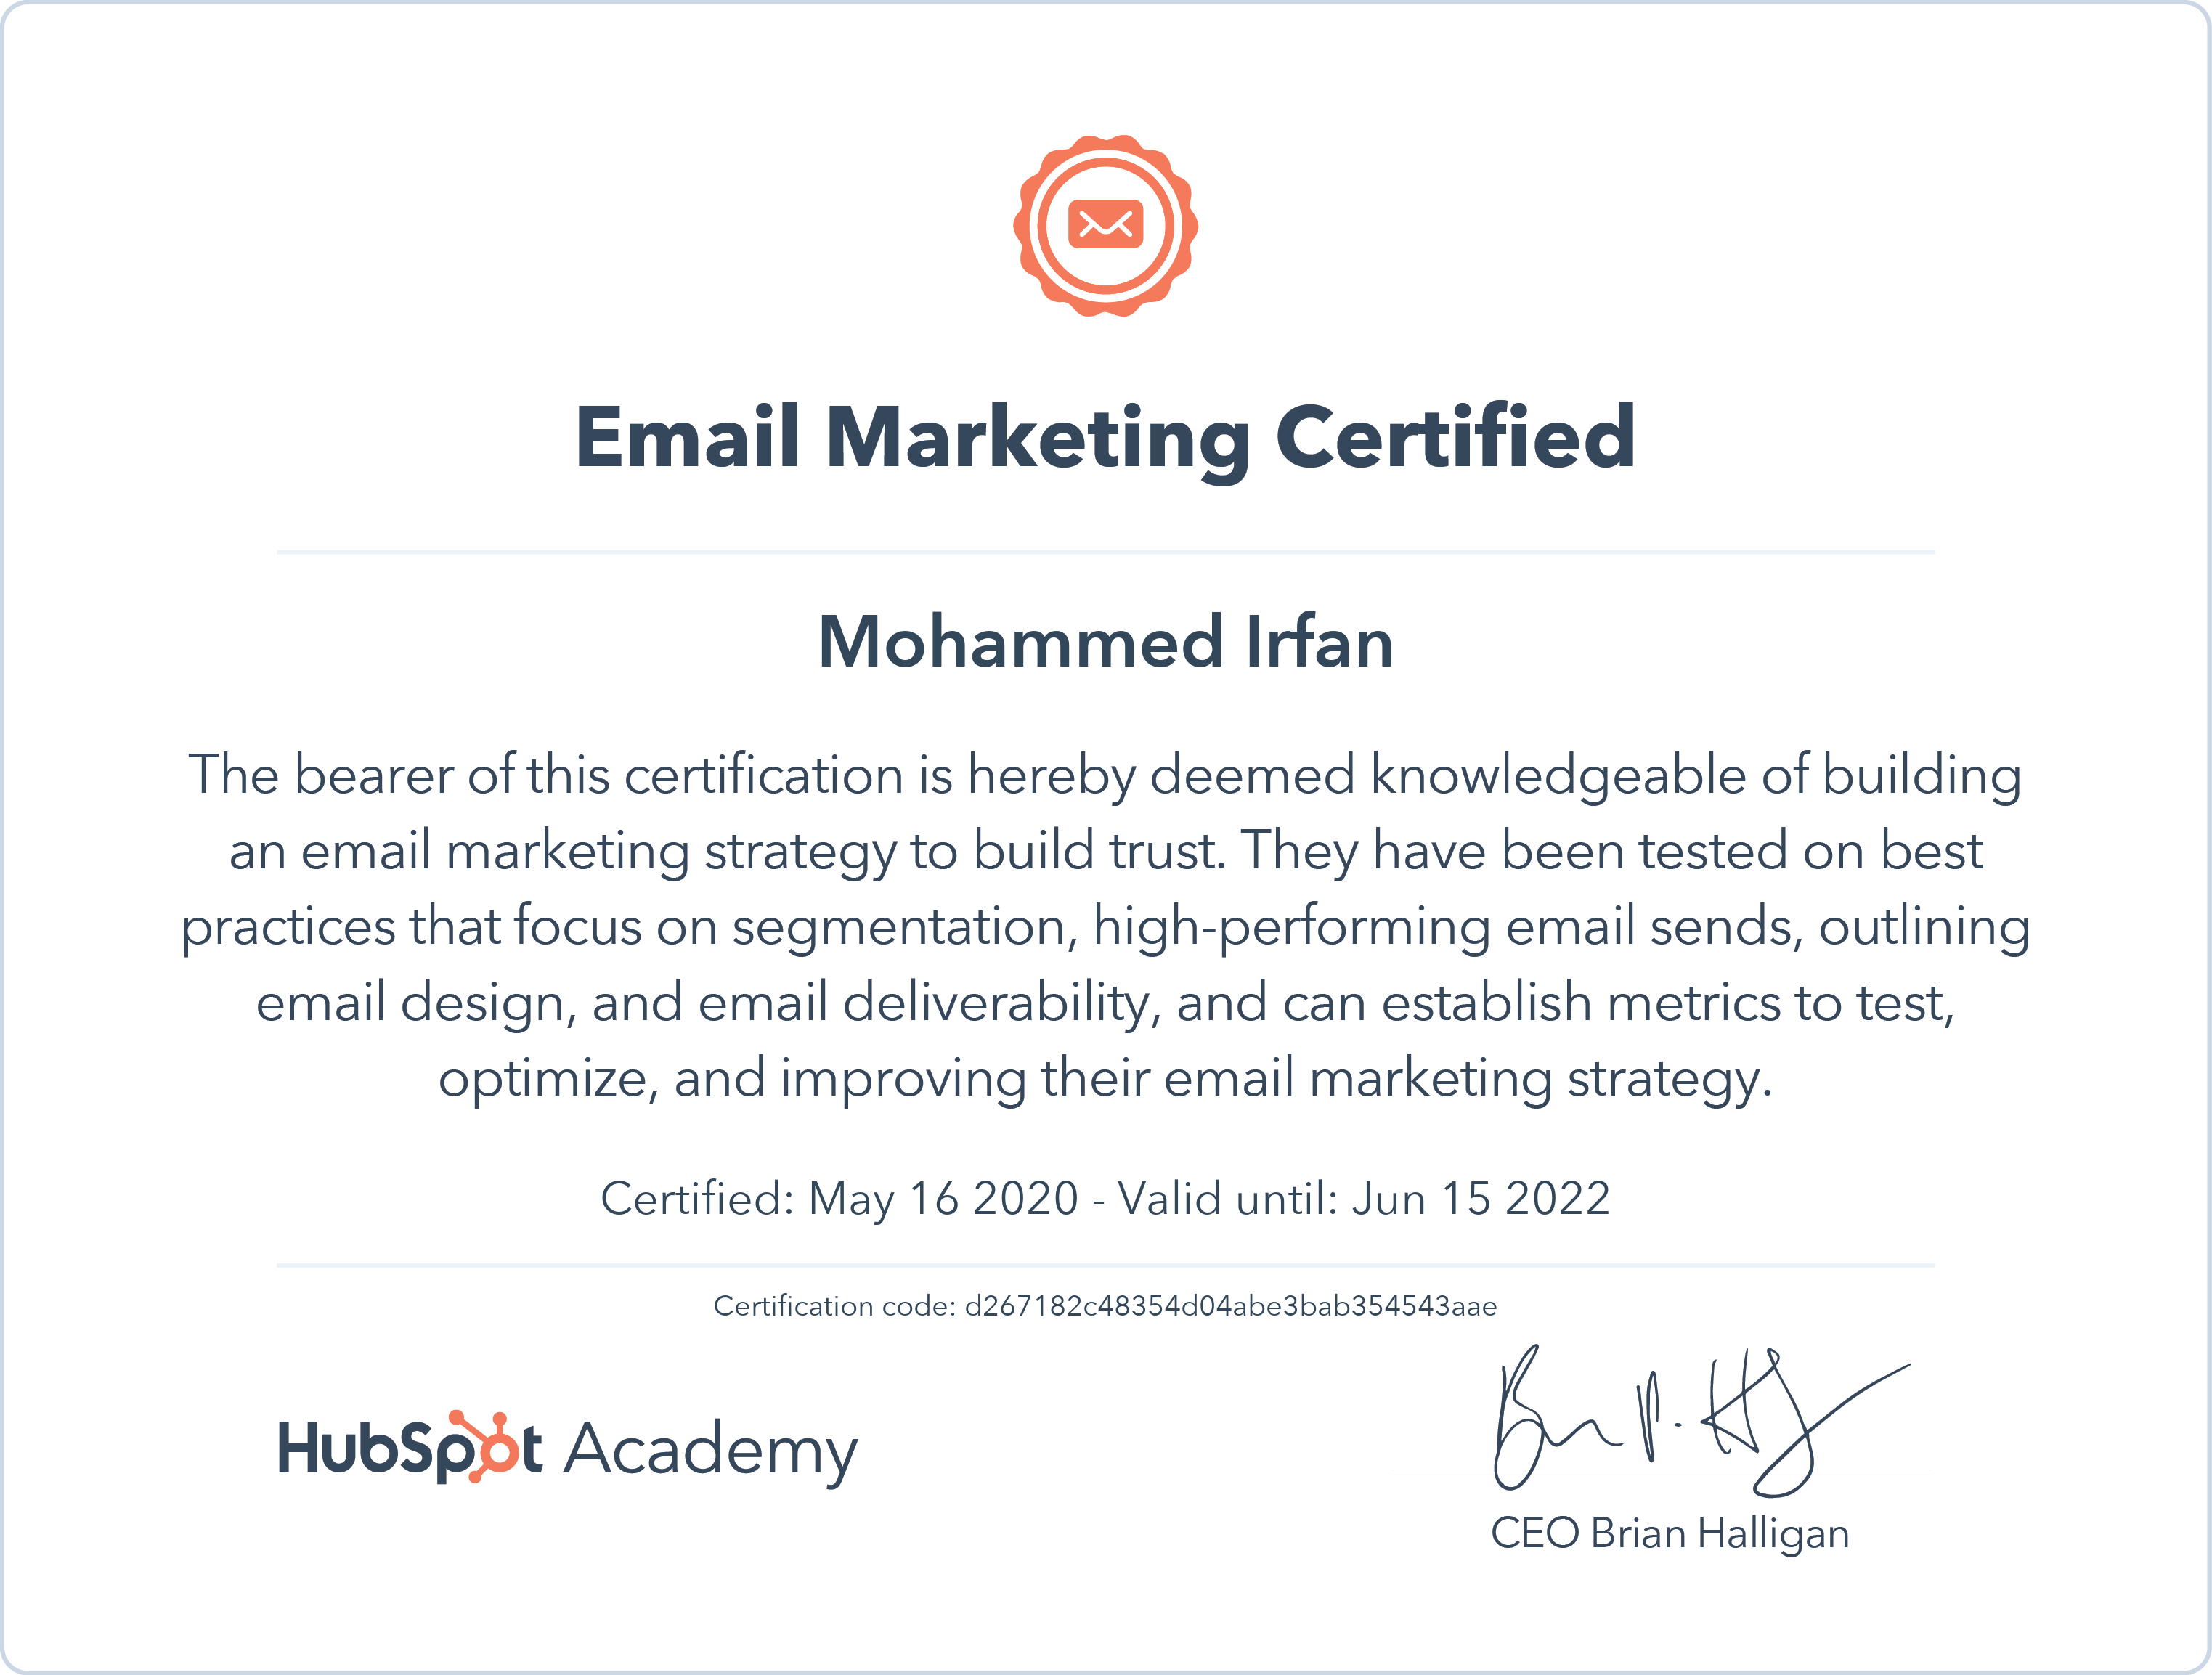 Email Marketing Certified
Mohammed Irfan
The bearer of this certification is hereby deemed knowledgeable of building
an email marketing strategy to build trust. They have been tested on best
practices that focus on segmentation, high-performing email sends, outlining
email design, and email deliverability, and can establish metrics to test,
optimize, and improving their email marketing strategy.
Certified: May 16 2020 - Valid until: Jun 15 2022
Certification code: d267182c48354d04abe3bab354543aae
HubSpot Academy
CEO Brian Halligan